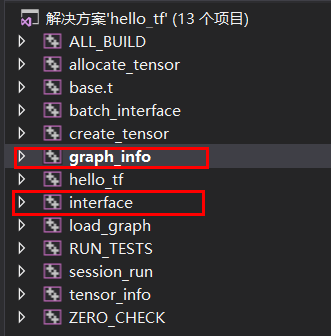 解决方案'hello_tf' (13 个项目)
ALL_BUILD
allocate_tensor
base.t
batch_interface
create_tensor
graph_info
hello_tf
interface
load_graph
RUN_TESTS
session_run
tensor_info
ZERO_CHECK